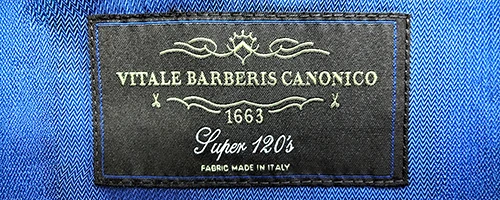 VITALE BARBERIS CANONICO
1663
Super 120's
FABRIC MADE IN ITALY